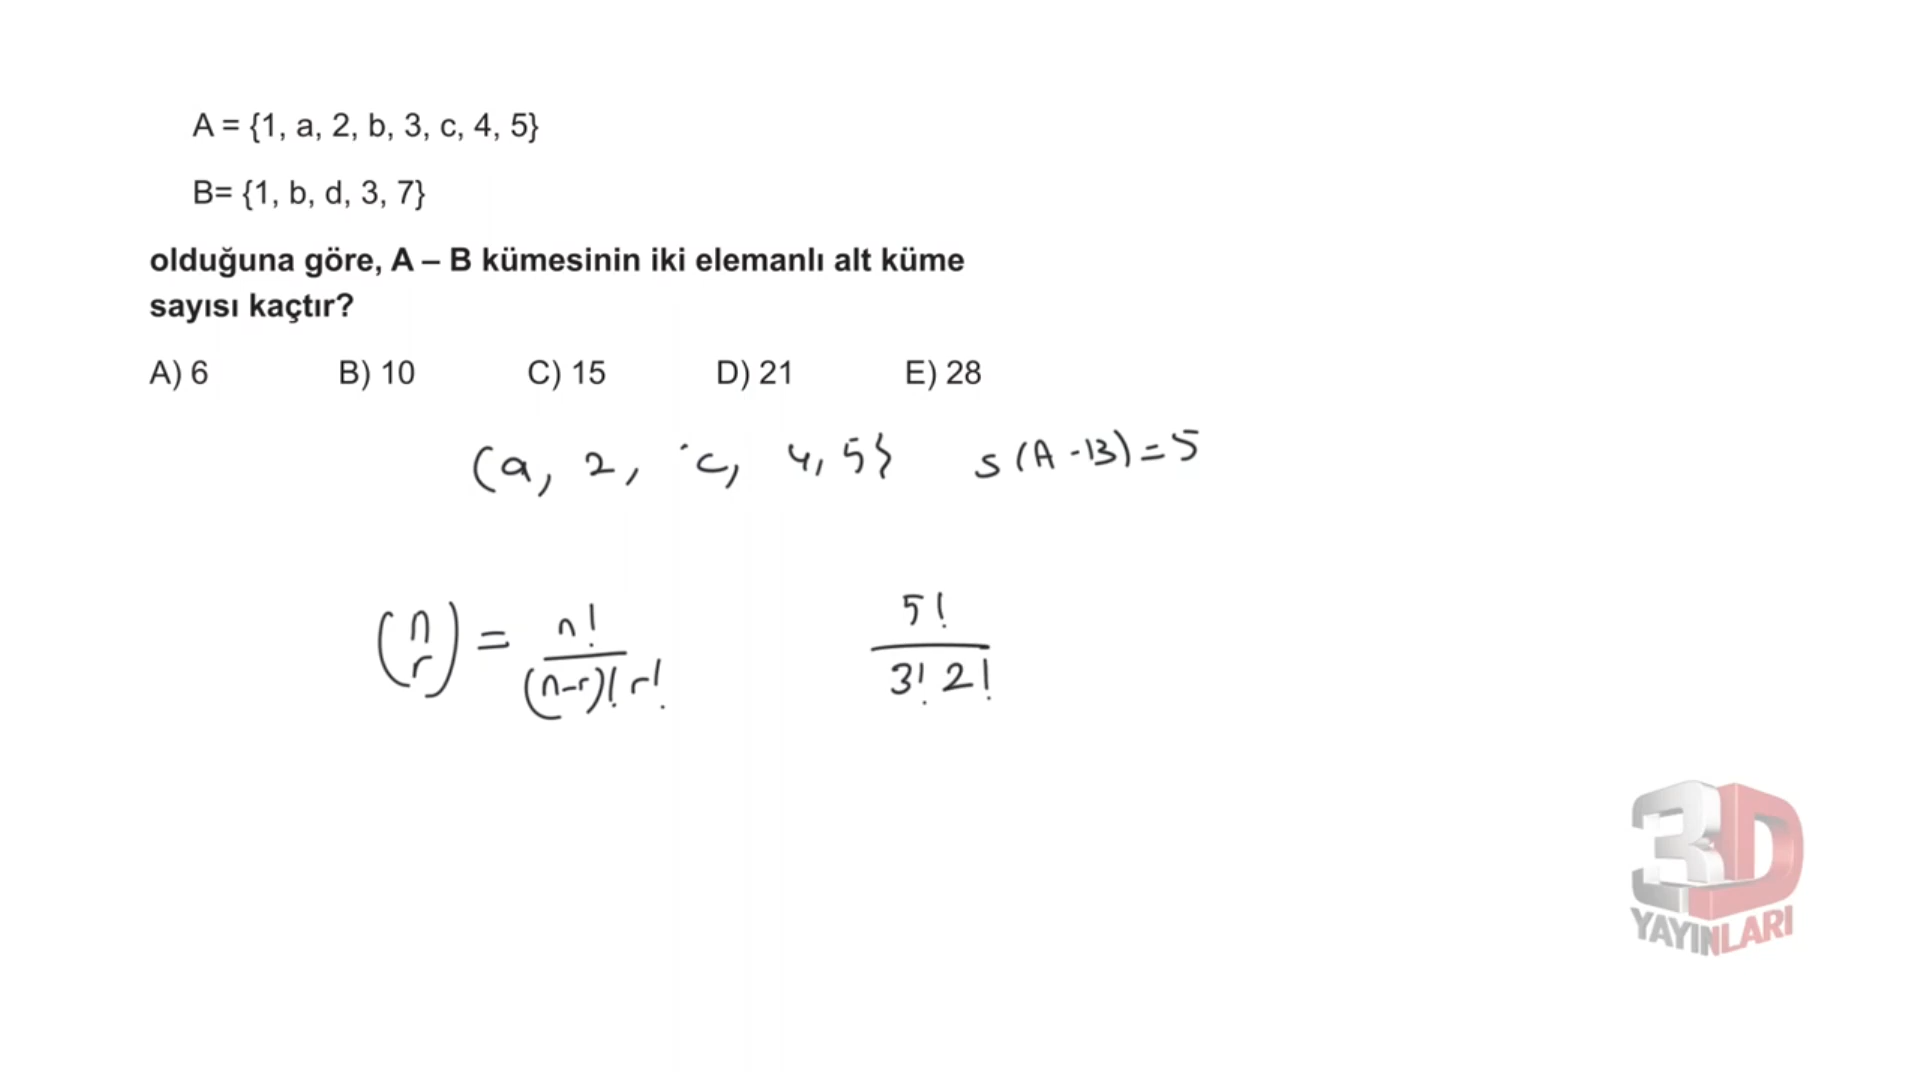 A = {1, a, 2, b, 3, c, 4, 5}
B= {1, b, d, 3, 7}
olduğuna göre, A – B kümesinin iki elemanlı alt küme
sayısı kaçtır?
A) 6 B) 10 C) 15 D) 21 E) 28
(a, 2, c, 4, 5} s(A-B)=5
(n r) = n! / (n-r)! r! 5! / 3! 2!
3D
YAYINLARI